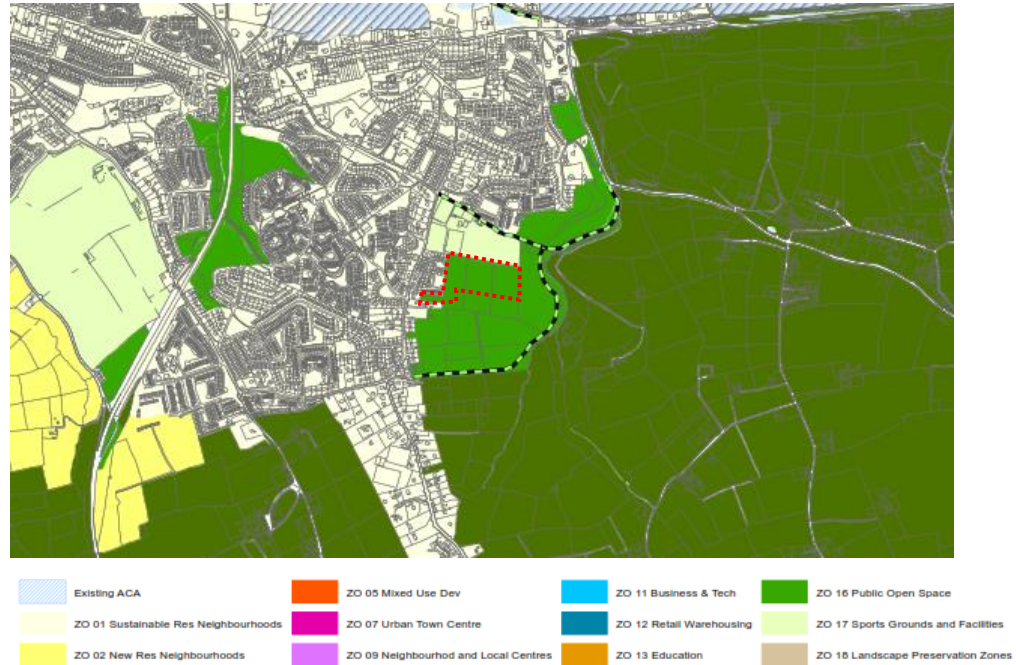 Existing ACA
ZO 05 Mixed Use Dev
ZO 11 Business & Tech
ZO 16 Public Open Space
ZO 01 Sustainable Res Neighbourhoods
ZO 07 Urban Town Centre
ZO 12 Retail Warehousing
ZO 17 Sports Grounds and Facilities
ZO 02 New Res Neighbourhoods
ZO 09 Neighbourhod and Local Centres
ZO 13 Education
ZO 18 Landscape Preservation Zones